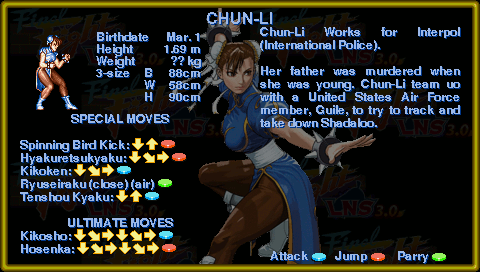 CHUN-LI
Birthdate Mar. 1
Height 1.69 m
Weight ?? kg
3-size B 88cm
W 58cm
H 90cm
SPECIAL MOVES
Spinning Bird Kick:
Hyakuretsukyaku:
Kikoken:
Ryuseiraku (close) (air)
Tenshou Kyaku:
ULTIMATE MOVES
Kikosho:
Hosenka:
Chun-Li Works for Interpol
(International Police).
Her father was murdered when
she was young. Chun-Li team uo
with a United States Air Force
member, Guile, to try to track and
take down Shadaloo.
Attack Jump Parry